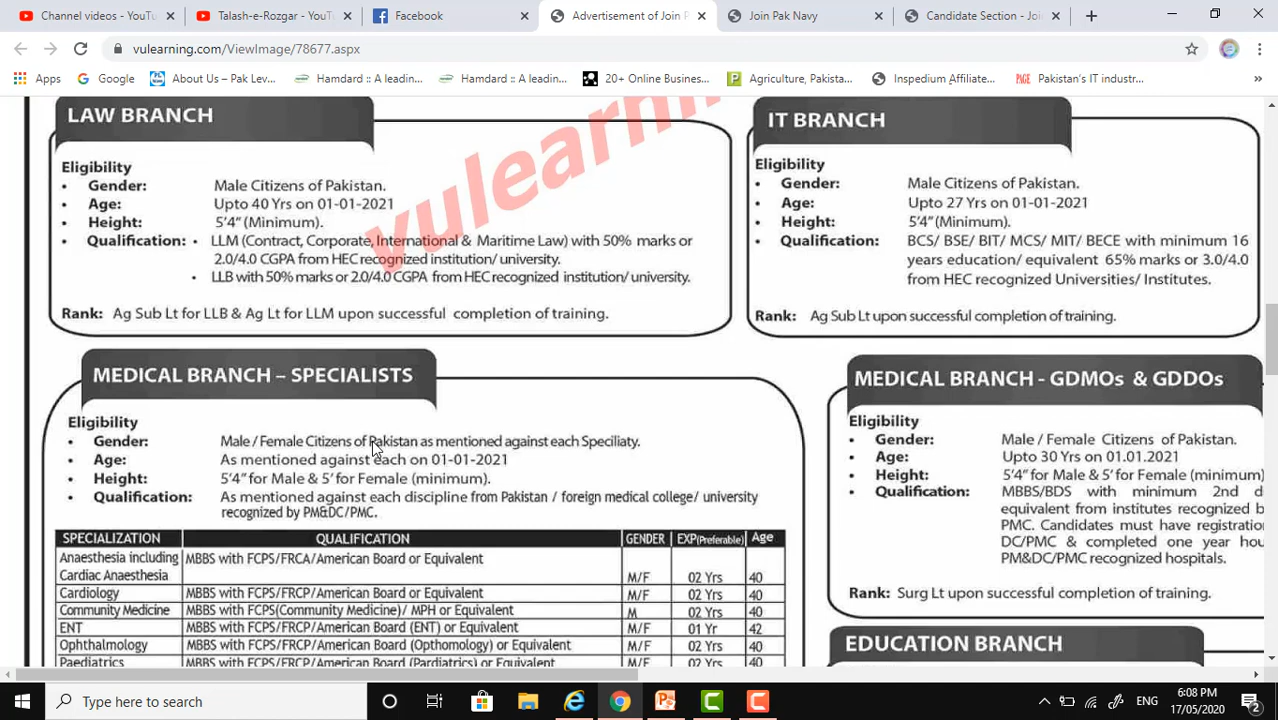 Channel videos - YouTu
Talash-e-Rozgar - YouT
Facebook
Advertisement of Join P
Join Pak Navy
Candidate Section - Joi
vulearning.com/ViewImage/78677.aspx
Apps
Google
About Us – Pak Lev...
Hamdard :: A leadin...
Hamdard :: A leadin...
20+ Online Busines...
Agriculture, Pakista...
Inspedium Affiliate...
PAGE Pakistan's IT industr...
»
vulearnin
LAW BRANCH
Eligibility
• Gender: Male Citizens of Pakistan.
• Age: Upto 40 Yrs on 01-01-2021
• Height: 5'4" (Minimum).
• Qualification: • LLM (Contract, Corporate, International & Maritime Law) with 50% marks or
2.0/4.0 CGPA from HEC recognized institution/ university.
• LLB with 50% marks or 2.0/4.0 CGPA from HEC recognized institution/ university.
Rank: Ag Sub Lt for LLB & Ag Lt for LLM upon successful completion of training.
IT BRANCH
Eligibility
• Gender: Male Citizens of Pakistan.
• Age: Upto 27 Yrs on 01-01-2021
• Height: 5'4" (Minimum).
• Qualification: BCS/ BSE/ BIT/ MCS/ MIT/ BECE with minimum 16
years education/ equivalent 65% marks or 3.0/4.0
from HEC recognized Universities/ Institutes.
Rank: Ag Sub Lt upon successful completion of training.
MEDICAL BRANCH – SPECIALISTS
Eligibility
• Gender: Male / Female Citizens of Pakistan as mentioned against each Speciliaty.
• Age: As mentioned against each on 01-01-2021
• Height: 5'4" for Male & 5' for Female (minimum).
• Qualification: As mentioned against each discipline from Pakistan / foreign medical college/ university
recognized by PM&DC/PMC.
SPECIALIZATION QUALIFICATION GENDER EXP(Preferable) Age
Anaesthesia including MBBS with FCPS/FRCA/American Board or Equivalent
Cardiac Anaesthesia M/F 02 Yrs 40
Cardiology MBBS with FCPS/FRCP/American Board or Equivalent M/F 02 Yrs 40
Community Medicine MBBS with FCPS(Community Medicine)/ MPH or Equivalent M 02 Yrs 40
ENT MBBS with FCPS/FRCP/American Board (ENT) or Equivalent M/F 01 Yr 42
Ophthalmology MBBS with FCPS/FRCP/American Board (Opthomology) or Equivalent M/F 02 Yrs 40
Paediatrics MBBS with FCPS/FRCP/American Board (Pardiatrics) or Equivalent M/F 02 Yrs 40
MEDICAL BRANCH - GDMOs & GDDOs
Eligibility
• Gender: Male / Female Citizens of Pakistan.
• Age: Upto 30 Yrs on 01.01.2021
• Height: 5'4" for Male & 5' for Female (minimum)
• Qualification: MBBS/BDS with minimum 2nd d
equivalent from institutes recognized b
PMC. Candidates must have registratio
DC/PMC & completed one year hou
PM&DC/PMC recognized hospitals.
Rank: Surg Lt upon successful completion of training.
EDUCATION BRANCH
Type here to search
ENG
6:08 PM
17/05/2020
2